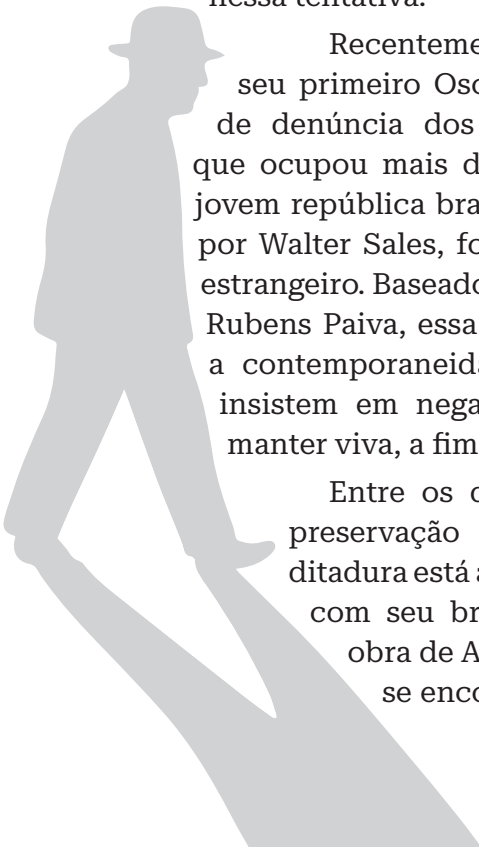 nessa tentativa.
Recenteme
seu primeiro Osc
de denúncia dos
que ocupou mais d
jovem república bra
por Walter Sales, fo
estrangeiro. Baseado
Rubens Paiva, essa
a contemporaneida
insistem em nega
manter viva, a fim
Entre os c
preservação
ditadura está a
com seu br
obra de A
se enco